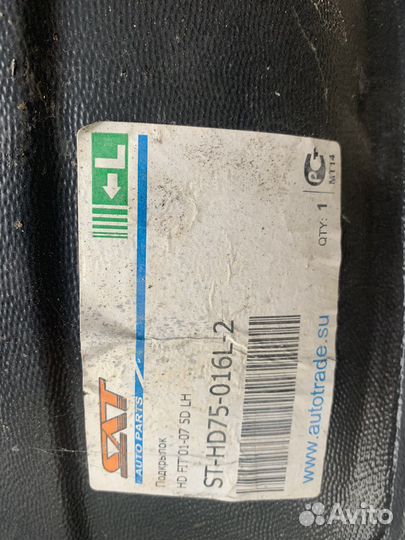 L
SAT
AUTO PARTS
Подкрылок
HD FIT 01-07 5D LH
ST-HD75-016L-2
QTY: 1
РСТ
MT14
www.autotrade.su
Avito